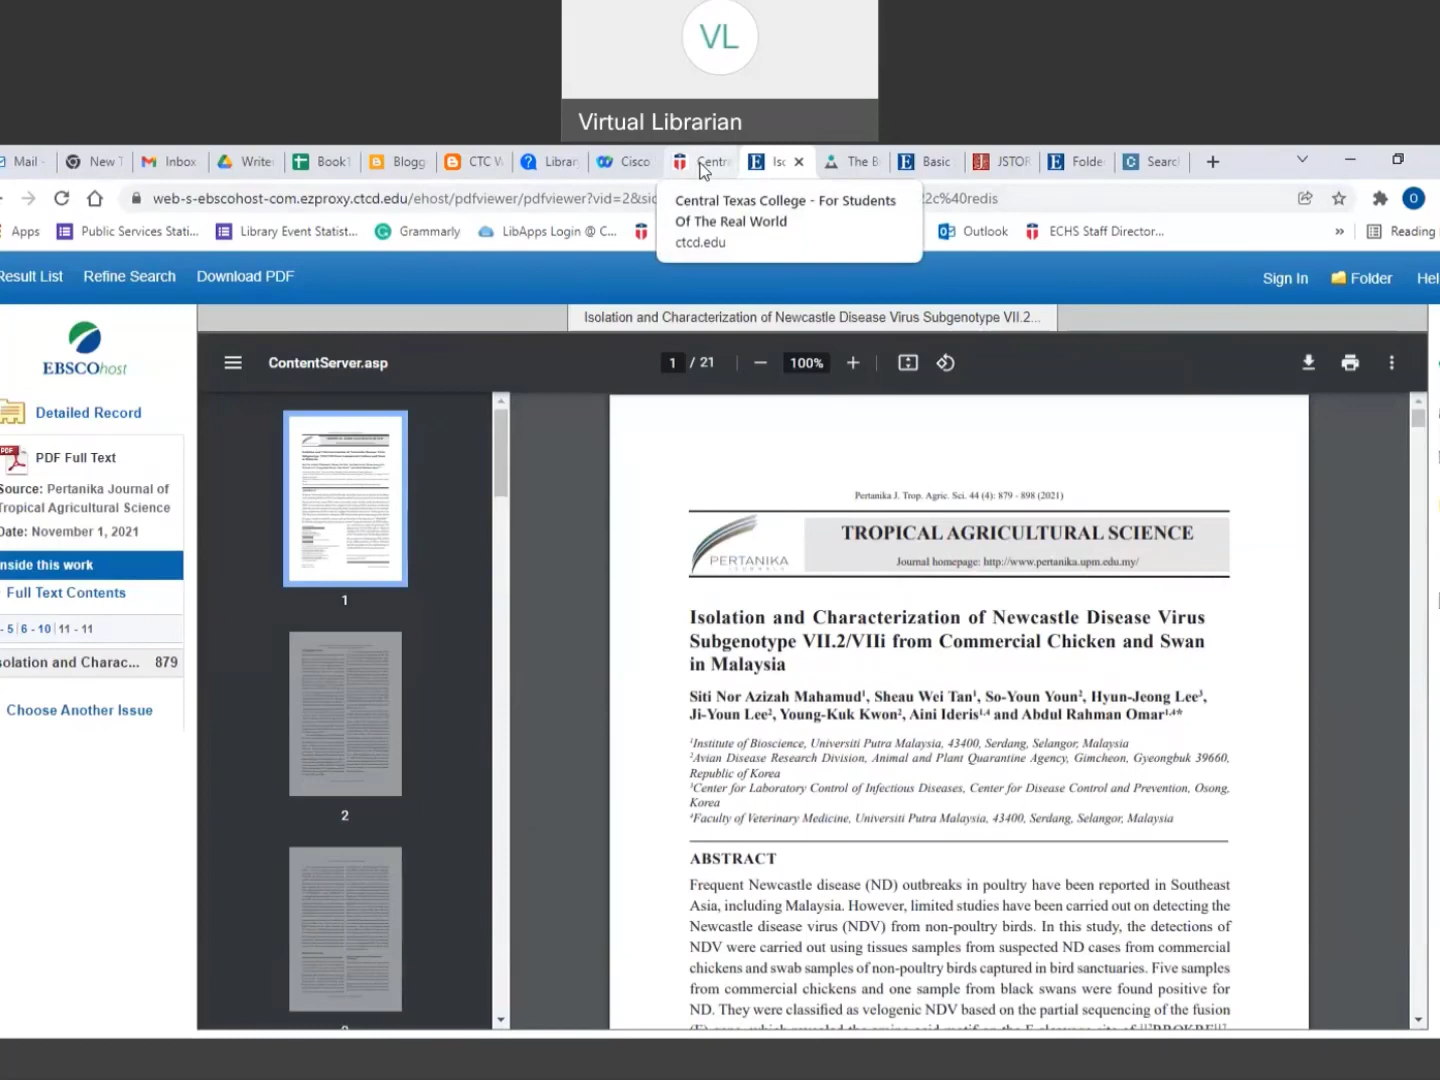 VL
Virtual Librarian
Mail
New T
Inbox
Write
Book1
Blogg
CTC W
Librar
Cisco
Centr
Isc
The B
Basic
JSTOR
Folde
Searc
web-s-ebscohost-com.ezproxy.ctcd.edu/ehost/pdfviewer/pdfviewer?vid=2&sid
2c%40redis
Central Texas College - For Students
Of The Real World
ctcd.edu
Apps
Public Services Stati...
Library Event Statist...
Grammarly
LibApps Login @ C...
Outlook
ECHS Staff Director...
»
Reading
Result List
Refine Search
Download PDF
Sign In
Folder
Hel
Isolation and Characterization of Newcastle Disease Virus Subgenotype VII.2...
EBSCOhost
ContentServer.asp
1 / 21
100%
Detailed Record
PDF
PDF Full Text
Source: Pertanika Journal of
Tropical Agricultural Science
Date: November 1, 2021
nside this work
Full Text Contents
- 5 | 6 - 10 | 11 - 11
solation and Charac... 879
Choose Another Issue
1
2
Pertanika J. Trop. Agric. Sci. 44 (4): 879 - 898 (2021)
PERTANIKA
JOURNALS
TROPICAL AGRICULTURAL SCIENCE
Journal homepage: http://www.pertanika.upm.edu.my/
Isolation and Characterization of Newcastle Disease Virus
Subgenotype VII.2/VIIi from Commercial Chicken and Swan
in Malaysia
Siti Nor Azizah Mahamud¹, Sheau Wei Tan¹, So-Youn Youn², Hyun-Jeong Lee³,
Ji-Youn Lee², Young-Kuk Kwon², Aini Ideris¹,⁴ and Abdul Rahman Omar¹,⁴*
¹Institute of Bioscience, Universiti Putra Malaysia, 43400, Serdang, Selangor, Malaysia
²Avian Disease Research Division, Animal and Plant Quarantine Agency, Gimcheon, Gyeongbuk 39660,
Republic of Korea
³Center for Laboratory Control of Infectious Diseases, Center for Disease Control and Prevention, Osong,
Korea
⁴Faculty of Veterinary Medicine, Universiti Putra Malaysia, 43400, Serdang, Selangor, Malaysia
ABSTRACT
Frequent Newcastle disease (ND) outbreaks in poultry have been reported in Southeast
Asia, including Malaysia. However, limited studies have been carried out on detecting the
Newcastle disease virus (NDV) from non-poultry birds. In this study, the detections of
NDV were carried out using tissues samples from suspected ND cases from commercial
chickens and swab samples of non-poultry birds captured in bird sanctuaries. Five samples
from commercial chickens and one sample from black swans were found positive for
ND. They were classified as velogenic NDV based on the partial sequencing of the fusion